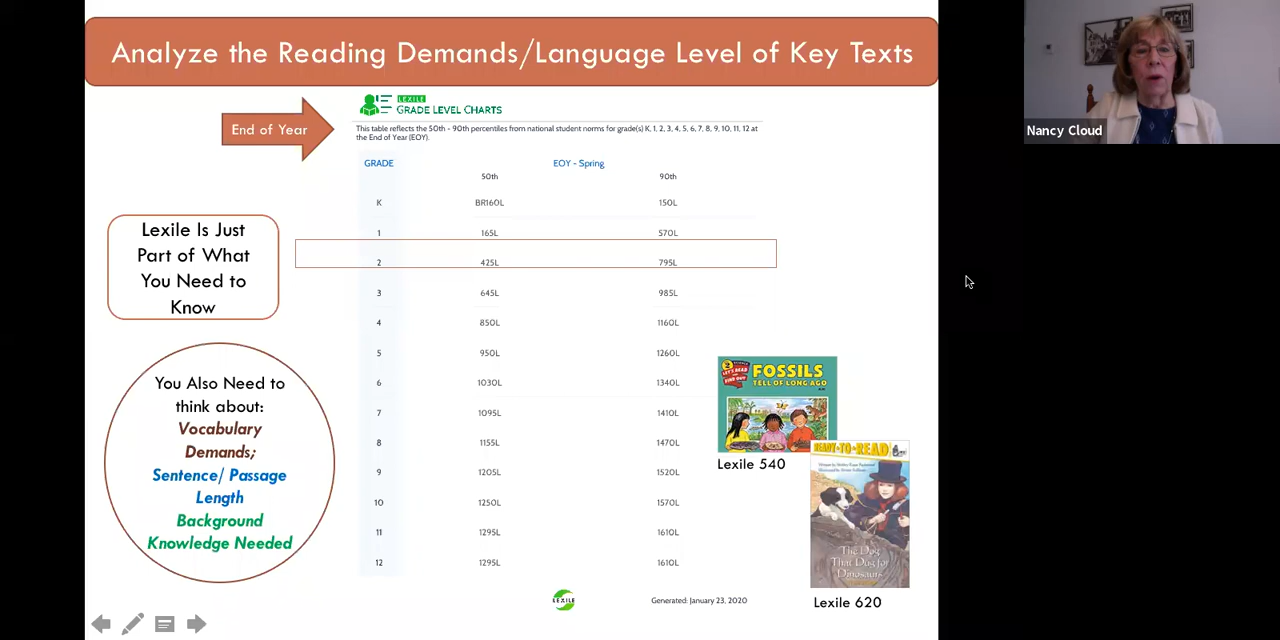 Analyze the Reading Demands/Language Level of Key Texts
Nancy Cloud
End of Year
LEXILE
GRADE LEVEL CHARTS
This table reflects the 50th - 90th percentiles from national student norms for grade(s) K, 1, 2, 3, 4, 5, 6, 7, 8, 9, 10, 11, 12 at
the End of Year (EOY).
GRADE EOY - Spring
50th 90th
K BR160L 150L
1 165L 570L
2 425L 795L
3 645L 985L
4 850L 1160L
5 950L 1260L
6 1030L 1340L
7 1095L 1410L
8 1155L 1470L
9 1205L 1520L
10 1250L 1570L
11 1295L 1610L
12 1295L 1610L
LEXILE
Generated: January 23, 2020
Lexile Is Just
Part of What
You Need to
Know
You Also Need to
think about:
Vocabulary
Demands;
Sentence/ Passage
Length
Background
Knowledge Needed
LET'S-READ-
AND-FIND-OUT
FOSSILS
TELL OF LONG AGO
Lexile 540
READY-TO-READ
The Dog
That Dug for
Dinosaurs
Lexile 620